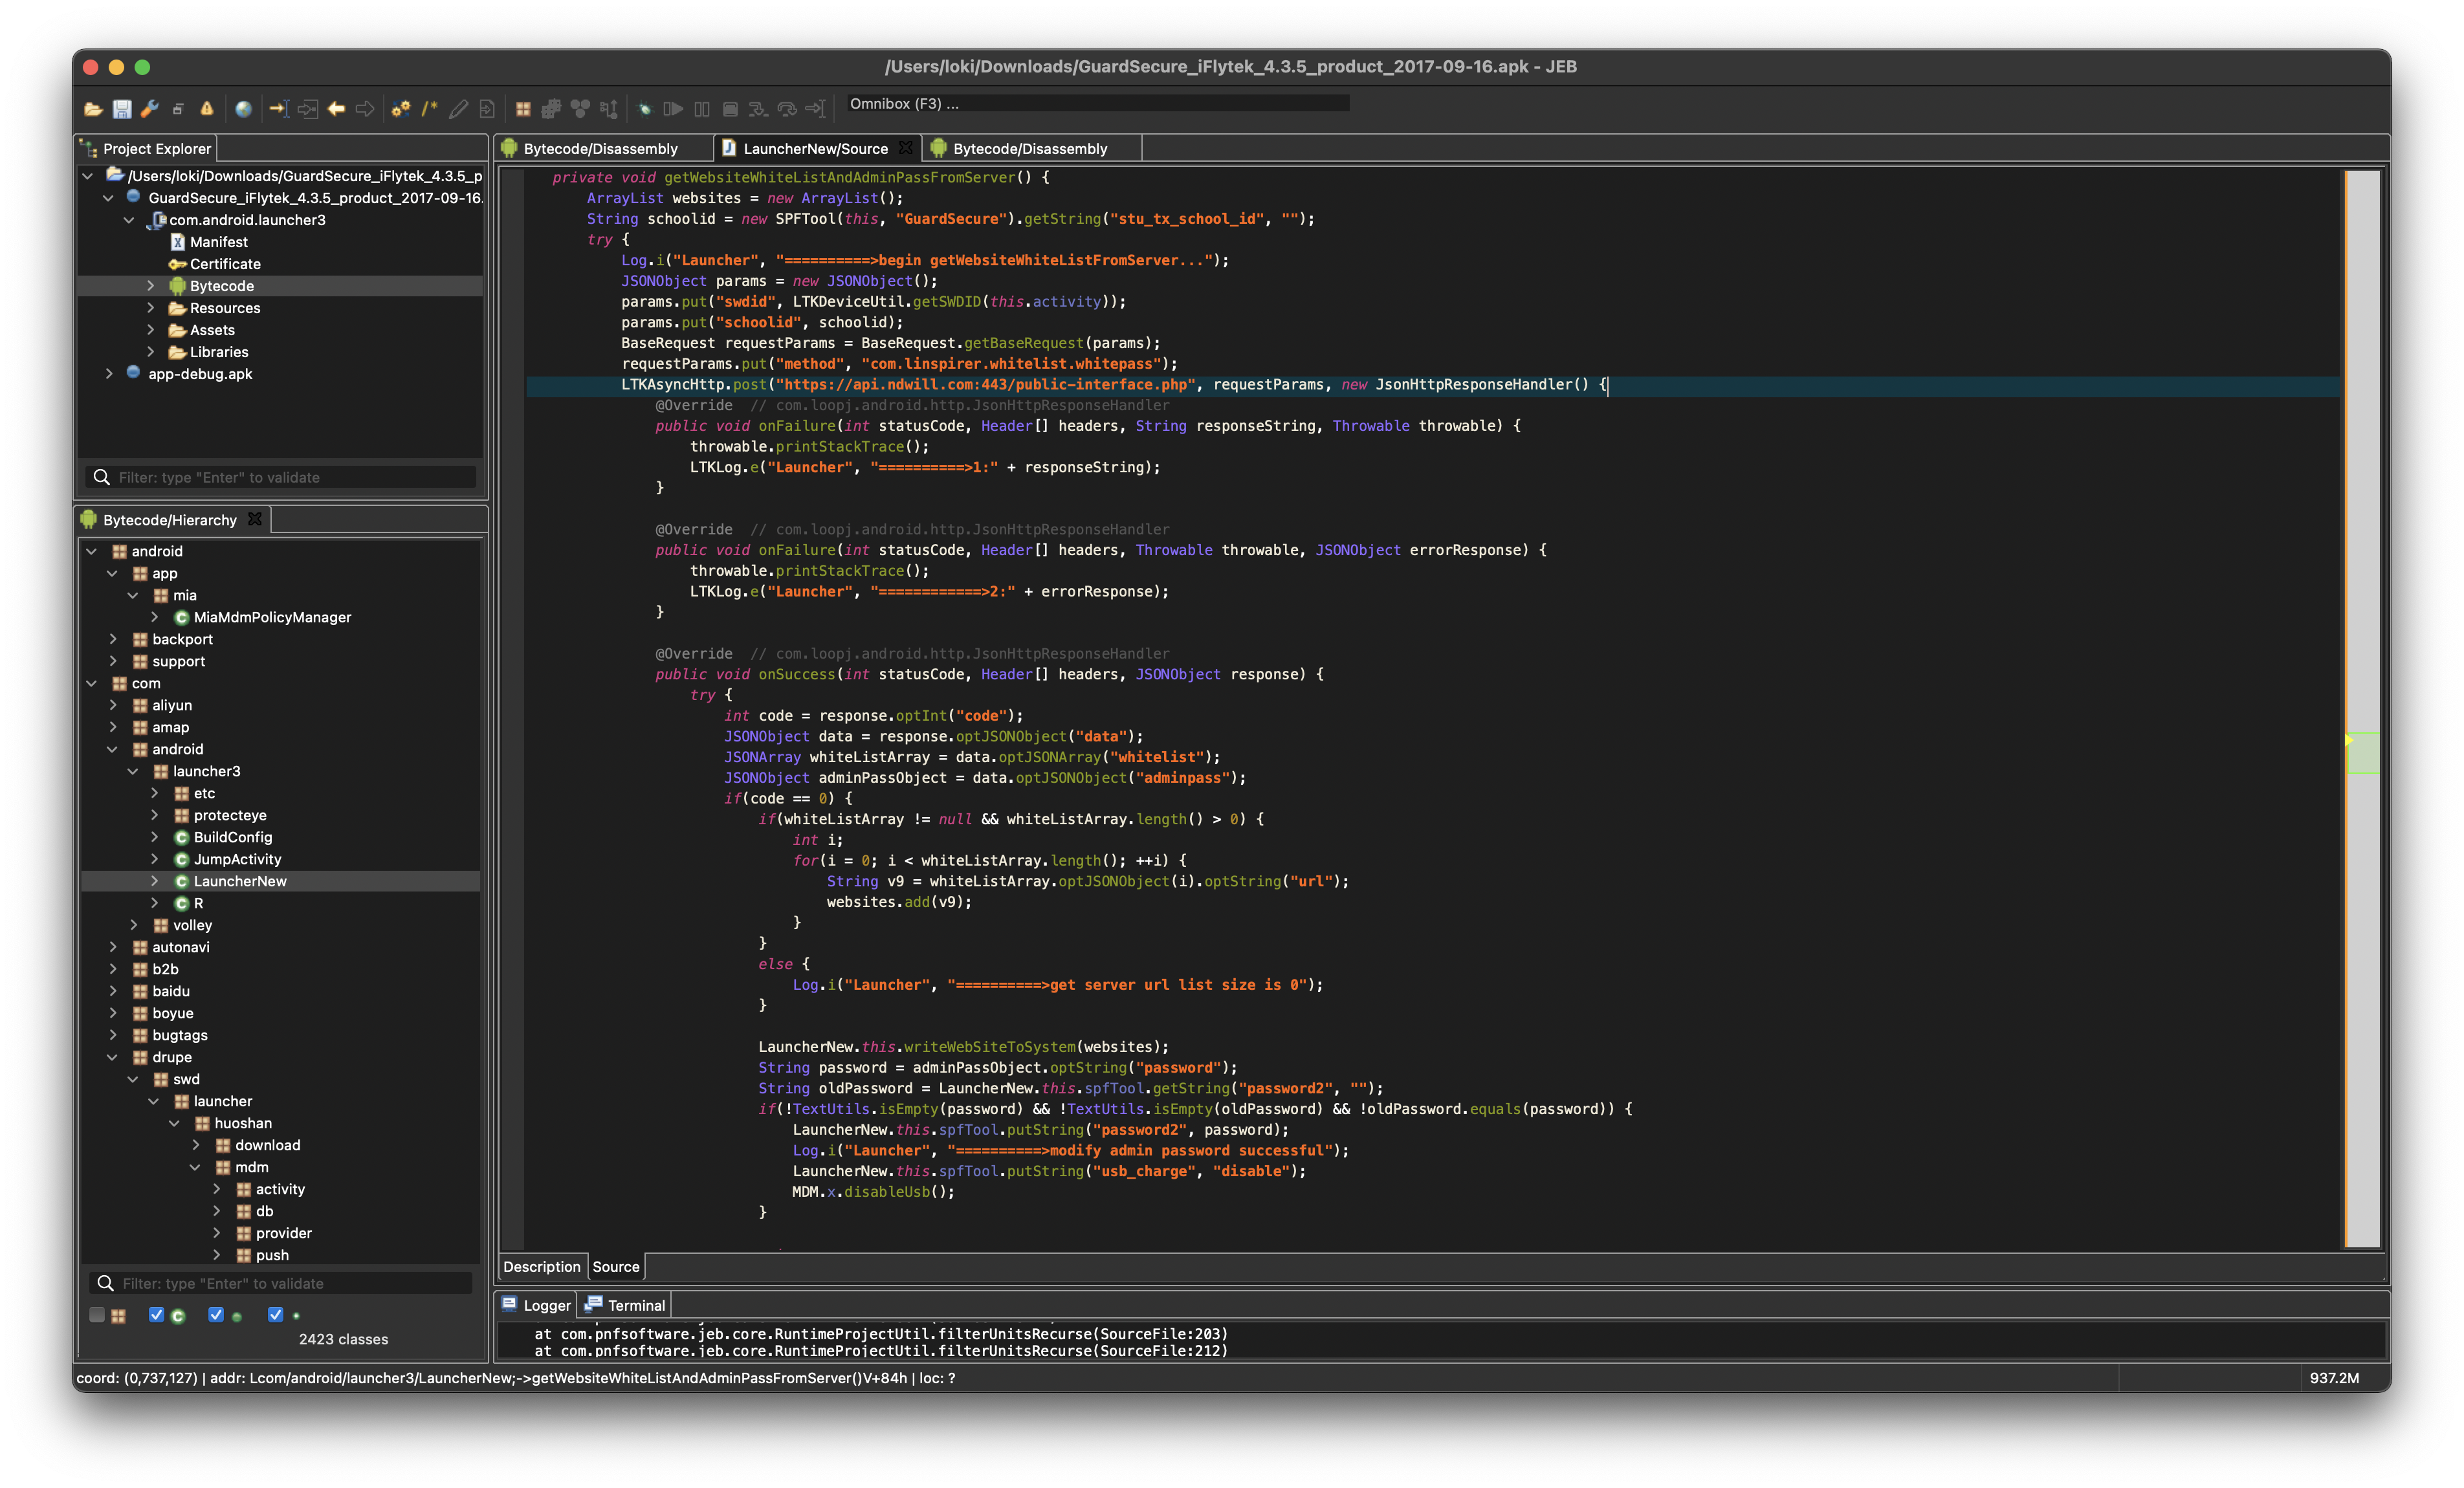 /Users/loki/Downloads/GuardSecure_iFlytek_4.3.5_product_2017-09-16.apk - JEB
Omnibox (F3) ...
Project Explorer
/Users/loki/Downloads/GuardSecure_iFlytek_4.3.5_p
GuardSecure_iFlytek_4.3.5_product_2017-09-16.
com.android.launcher3
Manifest
Certificate
Bytecode
Resources
Assets
Libraries
app-debug.apk
Filter: type "Enter" to validate
Bytecode/Hierarchy
android
app
mia
MiaMdmPolicyManager
backport
support
com
aliyun
amap
android
launcher3
etc
protecteye
BuildConfig
JumpActivity
LauncherNew
R
volley
autonavi
b2b
baidu
boyue
bugtags
drupe
swd
launcher
huoshan
download
mdm
activity
db
provider
push
Filter: type "Enter" to validate
2423 classes
Bytecode/Disassembly
LauncherNew/Source
Bytecode/Disassembly
private void getWebsiteWhiteListAndAdminPassFromServer() {
ArrayList websites = new ArrayList();
String schoolid = new SPFTool(this, "GuardSecure").getString("stu_tx_school_id", "");
try {
Log.i("Launcher", "==========>begin getWebsiteWhiteListFromServer...");
JSONObject params = new JSONObject();
params.put("swdid", LTKDeviceUtil.getSWDID(this.activity));
params.put("schoolid", schoolid);
BaseRequest requestParams = BaseRequest.getBaseRequest(params);
requestParams.put("method", "com.linspirer.whitelist.whitepass");
LTKAsyncHttp.post("https://api.ndwill.com:443/public-interface.php", requestParams, new JsonHttpResponseHandler() {
@Override  // com.loopj.android.http.JsonHttpResponseHandler
public void onFailure(int statusCode, Header[] headers, String responseString, Throwable throwable) {
throwable.printStackTrace();
LTKLog.e("Launcher", "==========>1:" + responseString);
}
@Override  // com.loopj.android.http.JsonHttpResponseHandler
public void onFailure(int statusCode, Header[] headers, Throwable throwable, JSONObject errorResponse) {
throwable.printStackTrace();
LTKLog.e("Launcher", "============>2:" + errorResponse);
}
@Override  // com.loopj.android.http.JsonHttpResponseHandler
public void onSuccess(int statusCode, Header[] headers, JSONObject response) {
try {
int code = response.optInt("code");
JSONObject data = response.optJSONObject("data");
JSONArray whiteListArray = data.optJSONArray("whitelist");
JSONObject adminPassObject = data.optJSONObject("adminpass");
if(code == 0) {
if(whiteListArray != null && whiteListArray.length() > 0) {
int i;
for(i = 0; i < whiteListArray.length(); ++i) {
String v9 = whiteListArray.optJSONObject(i).optString("url");
websites.add(v9);
}
}
else {
Log.i("Launcher", "==========>get server url list size is 0");
}
LauncherNew.this.writeWebSiteToSystem(websites);
String password = adminPassObject.optString("password");
String oldPassword = LauncherNew.this.spfTool.getString("password2", "");
if(!TextUtils.isEmpty(password) && !TextUtils.isEmpty(oldPassword) && !oldPassword.equals(password)) {
LauncherNew.this.spfTool.putString("password2", password);
Log.i("Launcher", "==========>modify admin password successful");
LauncherNew.this.spfTool.putString("usb_charge", "disable");
MDM.x.disableUsb();
}
Description
Source
Logger
Terminal
at com.pnfsoftware.jeb.core.RuntimeProjectUtil.filterUnitsRecurse(SourceFile:203)
at com.pnfsoftware.jeb.core.RuntimeProjectUtil.filterUnitsRecurse(SourceFile:212)
coord: (0,737,127) | addr: Lcom/android/launcher3/LauncherNew;->getWebsiteWhiteListAndAdminPassFromServer()V+84h | loc: ?
937.2M